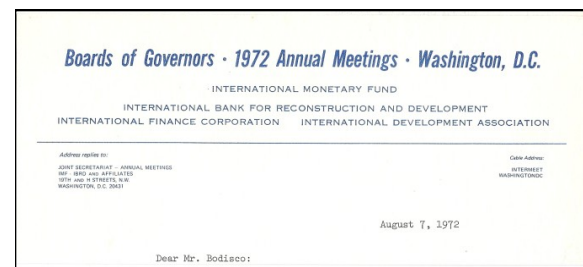 Boards of Governors · 1972 Annual Meetings · Washington, D.C.
INTERNATIONAL MONETARY FUND
INTERNATIONAL BANK FOR RECONSTRUCTION AND DEVELOPMENT
INTERNATIONAL FINANCE CORPORATION INTERNATIONAL DEVELOPMENT ASSOCIATION
Address replies to:
JOINT SECRETARIAT – ANNUAL MEETINGS
IMF - IBRD AND AFFILIATES
19TH AND H STREETS, N.W.
WASHINGTON, D.C. 20431
Cable Address:
INTERMEET
WASHINGTONDC
August 7, 1972
Dear Mr. Bodisco: